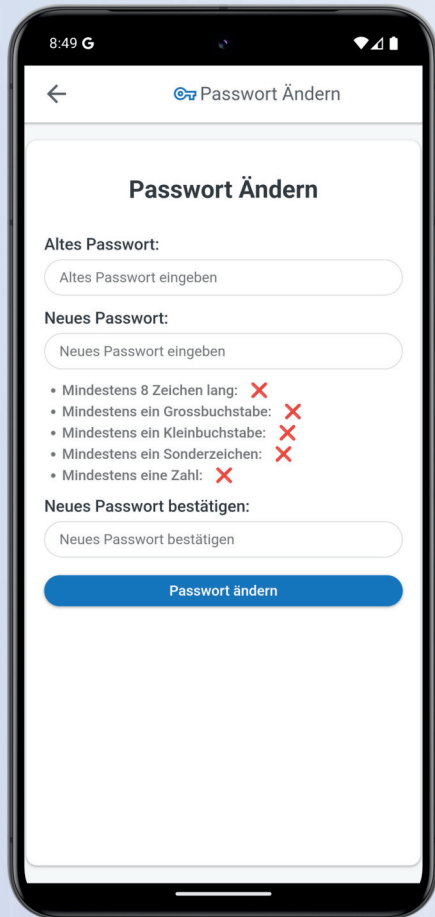 8:49 G
Passwort Ändern
Passwort Ändern
Altes Passwort:
Altes Passwort eingeben
Neues Passwort:
Neues Passwort eingeben
• Mindestens 8 Zeichen lang: ❌
• Mindestens ein Grossbuchstabe: ❌
• Mindestens ein Kleinbuchstabe: ❌
• Mindestens ein Sonderzeichen: ❌
• Mindestens eine Zahl: ❌
Neues Passwort bestätigen:
Neues Passwort bestätigen
Passwort ändern